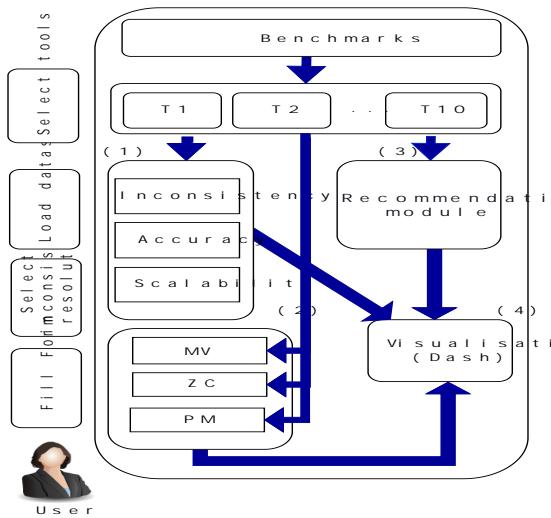 Benchmarks
T1
T2
...
T10
(1)
(3)
Inconsistency
Accuracy
Scalabilit
Recommendati
module
(2)
(4)
MV
ZC
PM
Visualisati
(Dash)
Select tools
Load datas
Select
inconsis
resolut
Fill Form
User